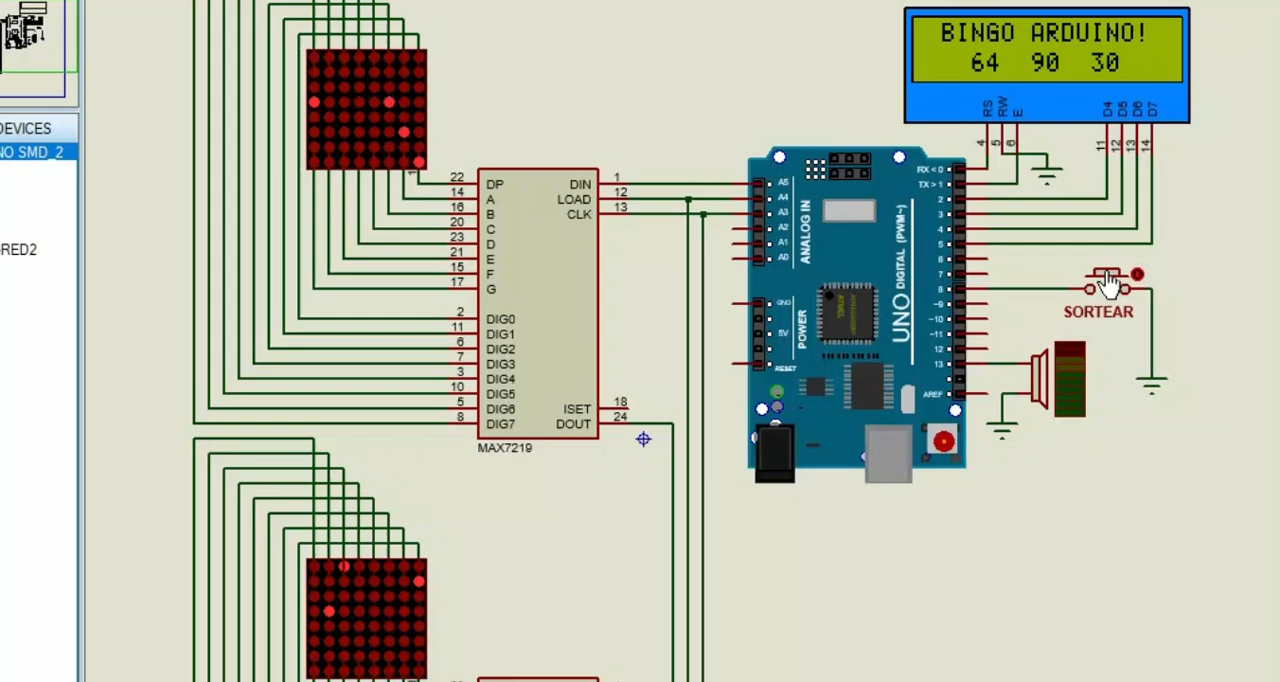 BINGO ARDUINO!
64 90 30
RS
RW
E
D4
D5
D6
D7
4
5
6
11
12
13
14
DEVICES
NO SMD_2
RED2
22 DP
14 A
16 B
20 C
23 D
21 E
15 F
17 G
2 DIG0
11 DIG1
6 DIG2
7 DIG3
3 DIG4
10 DIG5
5 DIG6
8 DIG7
DIN 1
LOAD 12
CLK 13
ISET 18
DOUT 24
MAX7219
A5
A4
A3
A2
A1
A0
ANALOG IN
GND
5V
POWER
RESET
UNO
DIGITAL (PWM~)
RX < 0
TX > 1
2
3
4
5
6
7
8
~9
~10
~11
12
13
AREF
SORTEAR